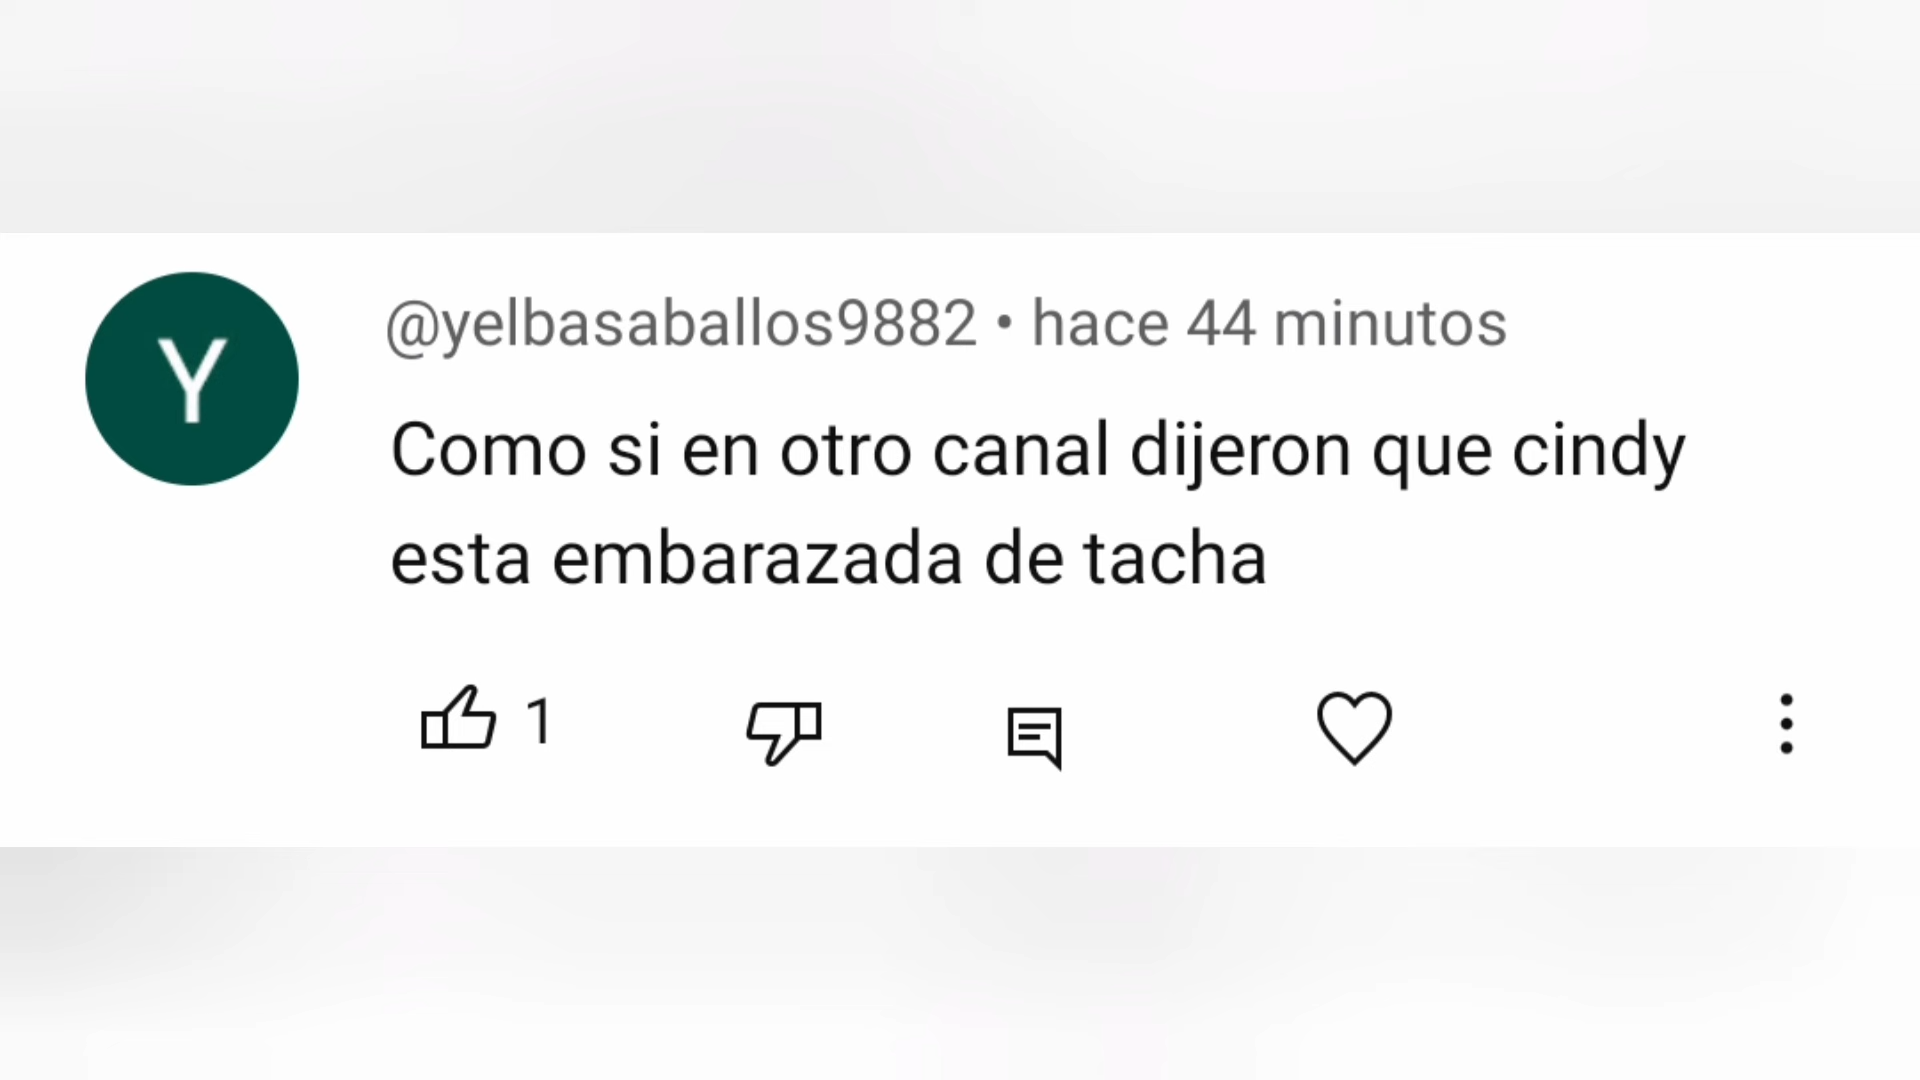 Y
@yelbasaballos9882 • hace 44 minutos
Como si en otro canal dijeron que cindy
esta embarazada de tacha
1